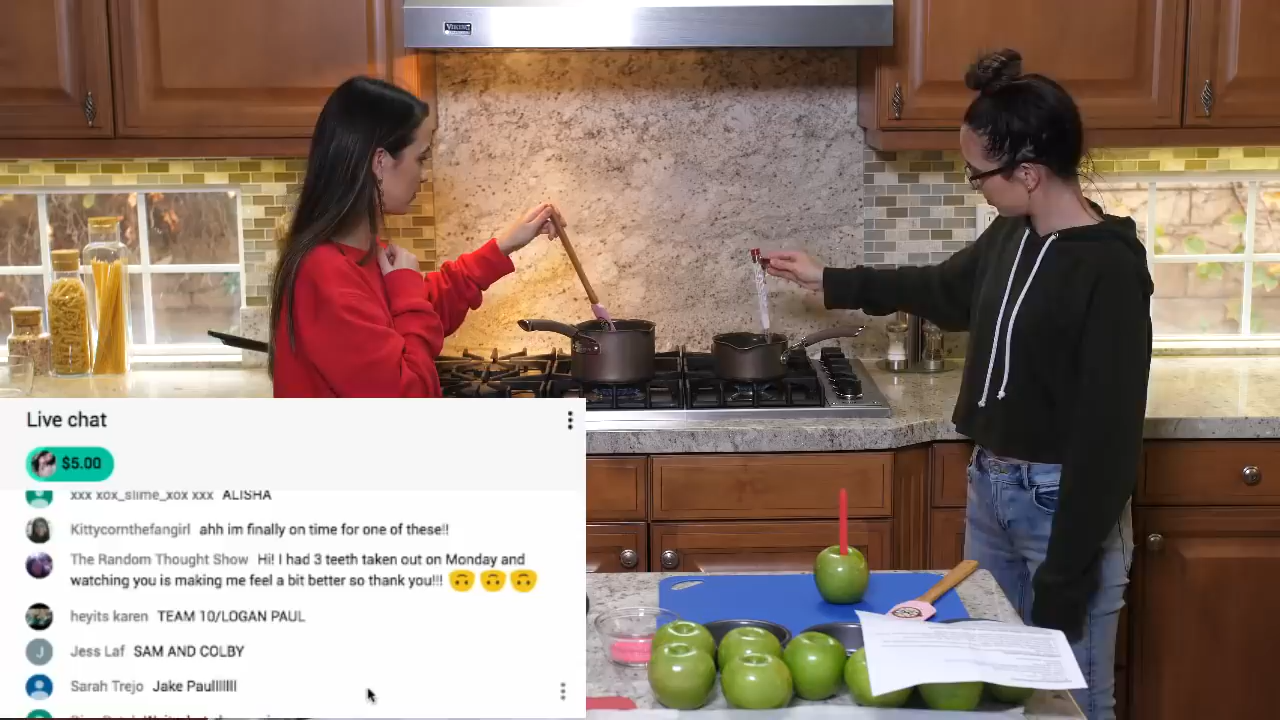 VIKING
Live chat
$5.00
xxx xox_slime_xox xxx ALISHA
Kittycornthefangirl ahh im finally on time for one of these!!
The Random Thought Show Hi! I had 3 teeth taken out on Monday and
watching you is making me feel a bit better so thank you!!! 🙃 🙃 🙃
heyits karen TEAM 10/LOGAN PAUL
J Jess Laf SAM AND COLBY
Sarah Trejo Jake Paulllllll